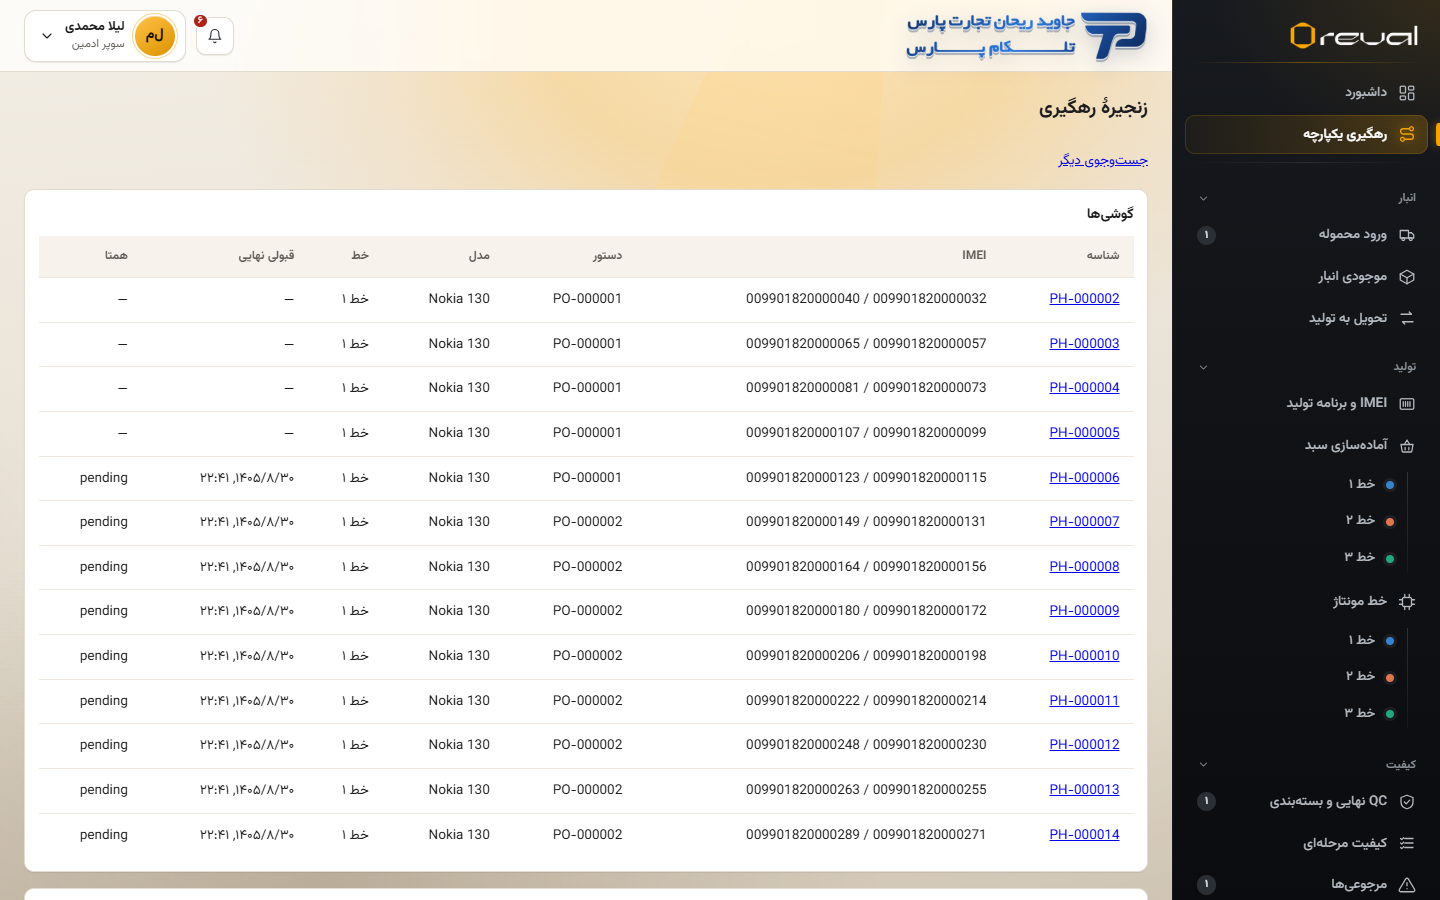 Oreval
داشبورد
رهگیری یکپارچه
انبار
ورود محموله
۱
موجودی انبار
تحویل به تولید
تولید
IMEI و برنامه تولید
آماده‌سازی سبد
خط ۱
خط ۲
خط ۳
خط مونتاژ
خط ۱
خط ۲
خط ۳
کیفیت
QC نهایی و بسته‌بندی
۱
کیفیت مرحله‌ای
مرجوعی‌ها
۱
جاوید ریحان تجارت پارس
تلکام پارس
۶
لیلا محمدی
سوپر ادمین
ل‌م
زنجیرهٔ رهگیری
جست‌وجوی دیگر
گوشی‌ها
شناسه IMEI دستور مدل خط قبولی نهایی همتا
PH-000002 009901820000040 / 009901820000032 PO-000001 Nokia 130 خط ۱ — —
PH-000003 009901820000065 / 009901820000057 PO-000001 Nokia 130 خط ۱ — —
PH-000004 009901820000081 / 009901820000073 PO-000001 Nokia 130 خط ۱ — —
PH-000005 009901820000107 / 009901820000099 PO-000001 Nokia 130 خط ۱ — —
PH-000006 009901820000123 / 009901820000115 PO-000001 Nokia 130 خط ۱ ۱۴۰۵/۸/۳۰, ۲۲:۴۱ pending
PH-000007 009901820000149 / 009901820000131 PO-000002 Nokia 130 خط ۱ ۱۴۰۵/۸/۳۰, ۲۲:۴۱ pending
PH-000008 009901820000164 / 009901820000156 PO-000002 Nokia 130 خط ۱ ۱۴۰۵/۸/۳۰, ۲۲:۴۱ pending
PH-000009 009901820000180 / 009901820000172 PO-000002 Nokia 130 خط ۱ ۱۴۰۵/۸/۳۰, ۲۲:۴۱ pending
PH-000010 009901820000206 / 009901820000198 PO-000002 Nokia 130 خط ۱ ۱۴۰۵/۸/۳۰, ۲۲:۴۱ pending
PH-000011 009901820000222 / 009901820000214 PO-000002 Nokia 130 خط ۱ ۱۴۰۵/۸/۳۰, ۲۲:۴۱ pending
PH-000012 009901820000248 / 009901820000230 PO-000002 Nokia 130 خط ۱ ۱۴۰۵/۸/۳۰, ۲۲:۴۱ pending
PH-000013 009901820000263 / 009901820000255 PO-000002 Nokia 130 خط ۱ ۱۴۰۵/۸/۳۰, ۲۲:۴۱ pending
PH-000014 009901820000289 / 009901820000271 PO-000002 Nokia 130 خط ۱ ۱۴۰۵/۸/۳۰, ۲۲:۴۱ pending